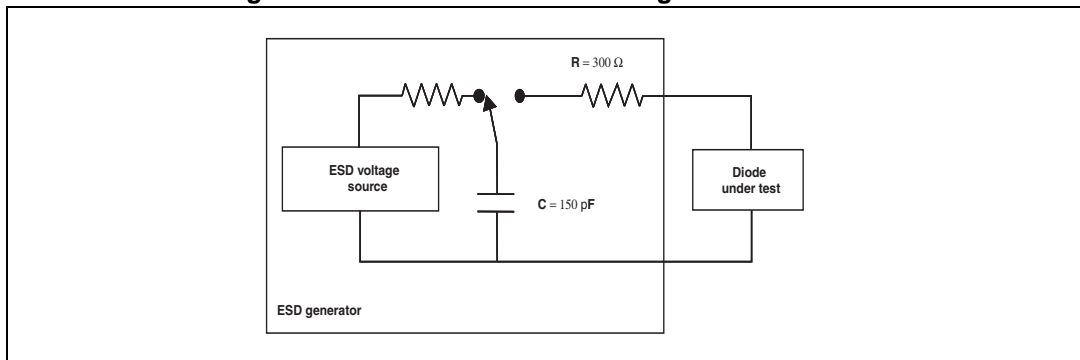 R = 300 Ω
ESD voltage
source
Diode
under test
C = 150 pF
ESD generator